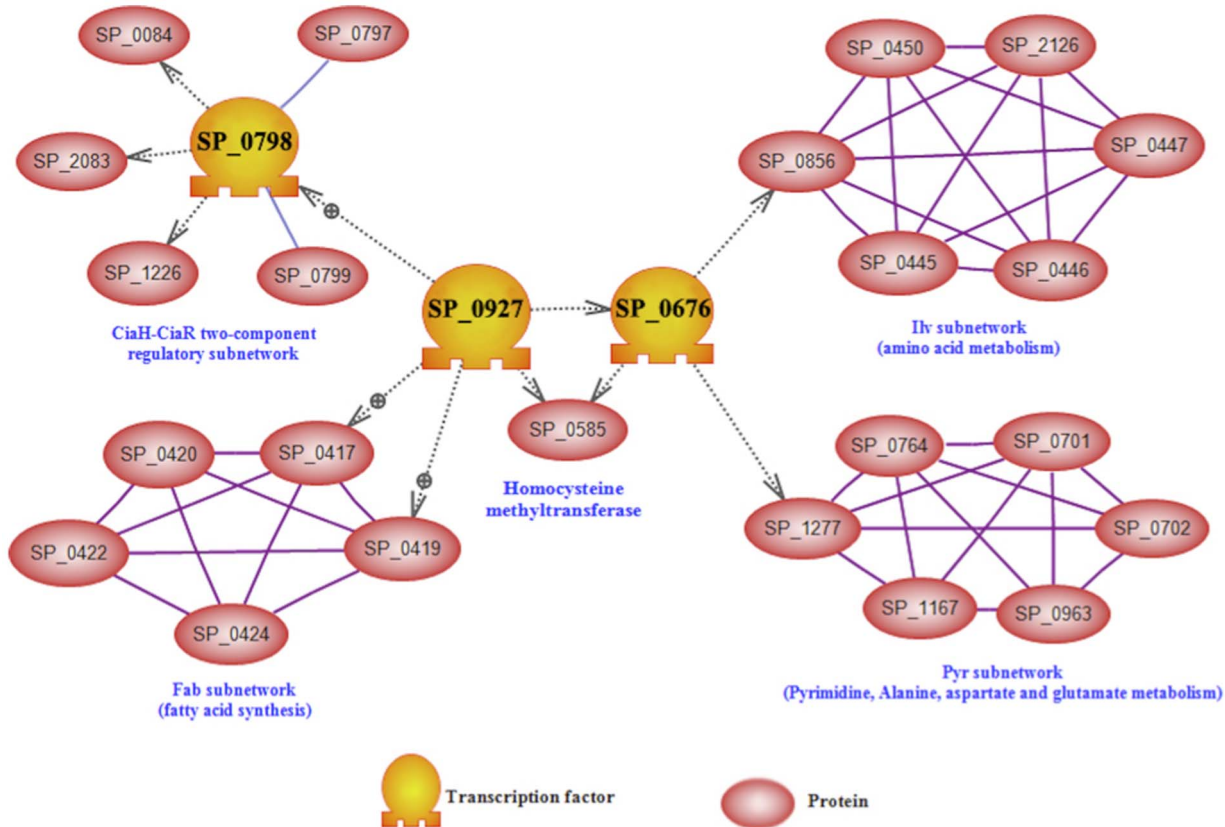 SP_0084
SP_0797
SP_0798
SP_2083
SP_1226
SP_0799
CiaH-CiaR two-component
regulatory subnetwork
SP_0450
SP_2126
SP_0447
SP_0856
SP_0445
SP_0446
Ilv subnetwork
(amino acid metabolism)
SP_0927
SP_0676
SP_0585
Homocysteine
methyltransferase
SP_0420
SP_0417
SP_0422
SP_0419
SP_0424
Fab subnetwork
(fatty acid synthesis)
SP_0764
SP_0701
SP_1277
SP_0702
SP_1167
SP_0963
Pyr subnetwork
(Pyrimidine, Alanine, aspartate and glutamate metabolism)
Transcription factor
Protein